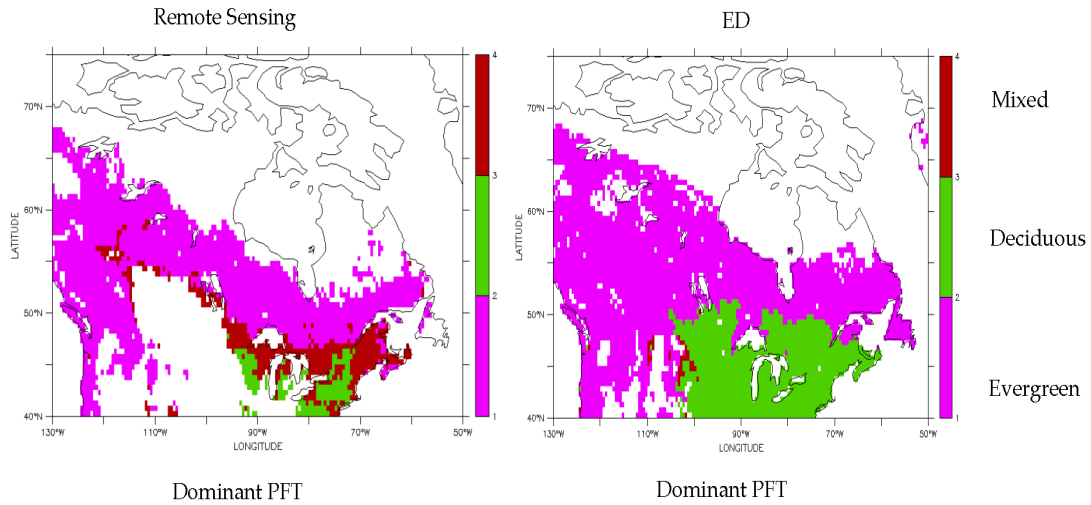 Remote Sensing
ED
4
3
2
1
70°N
60°N
50°N
40°N
LATITUDE
130°W
110°W
90°W
70°W
50°W
LONGITUDE
Dominant PFT
4
3
2
1
70°N
60°N
50°N
40°N
LATITUDE
130°W
110°W
90°W
70°W
50°W
LONGITUDE
Dominant PFT
Mixed
Deciduous
Evergreen